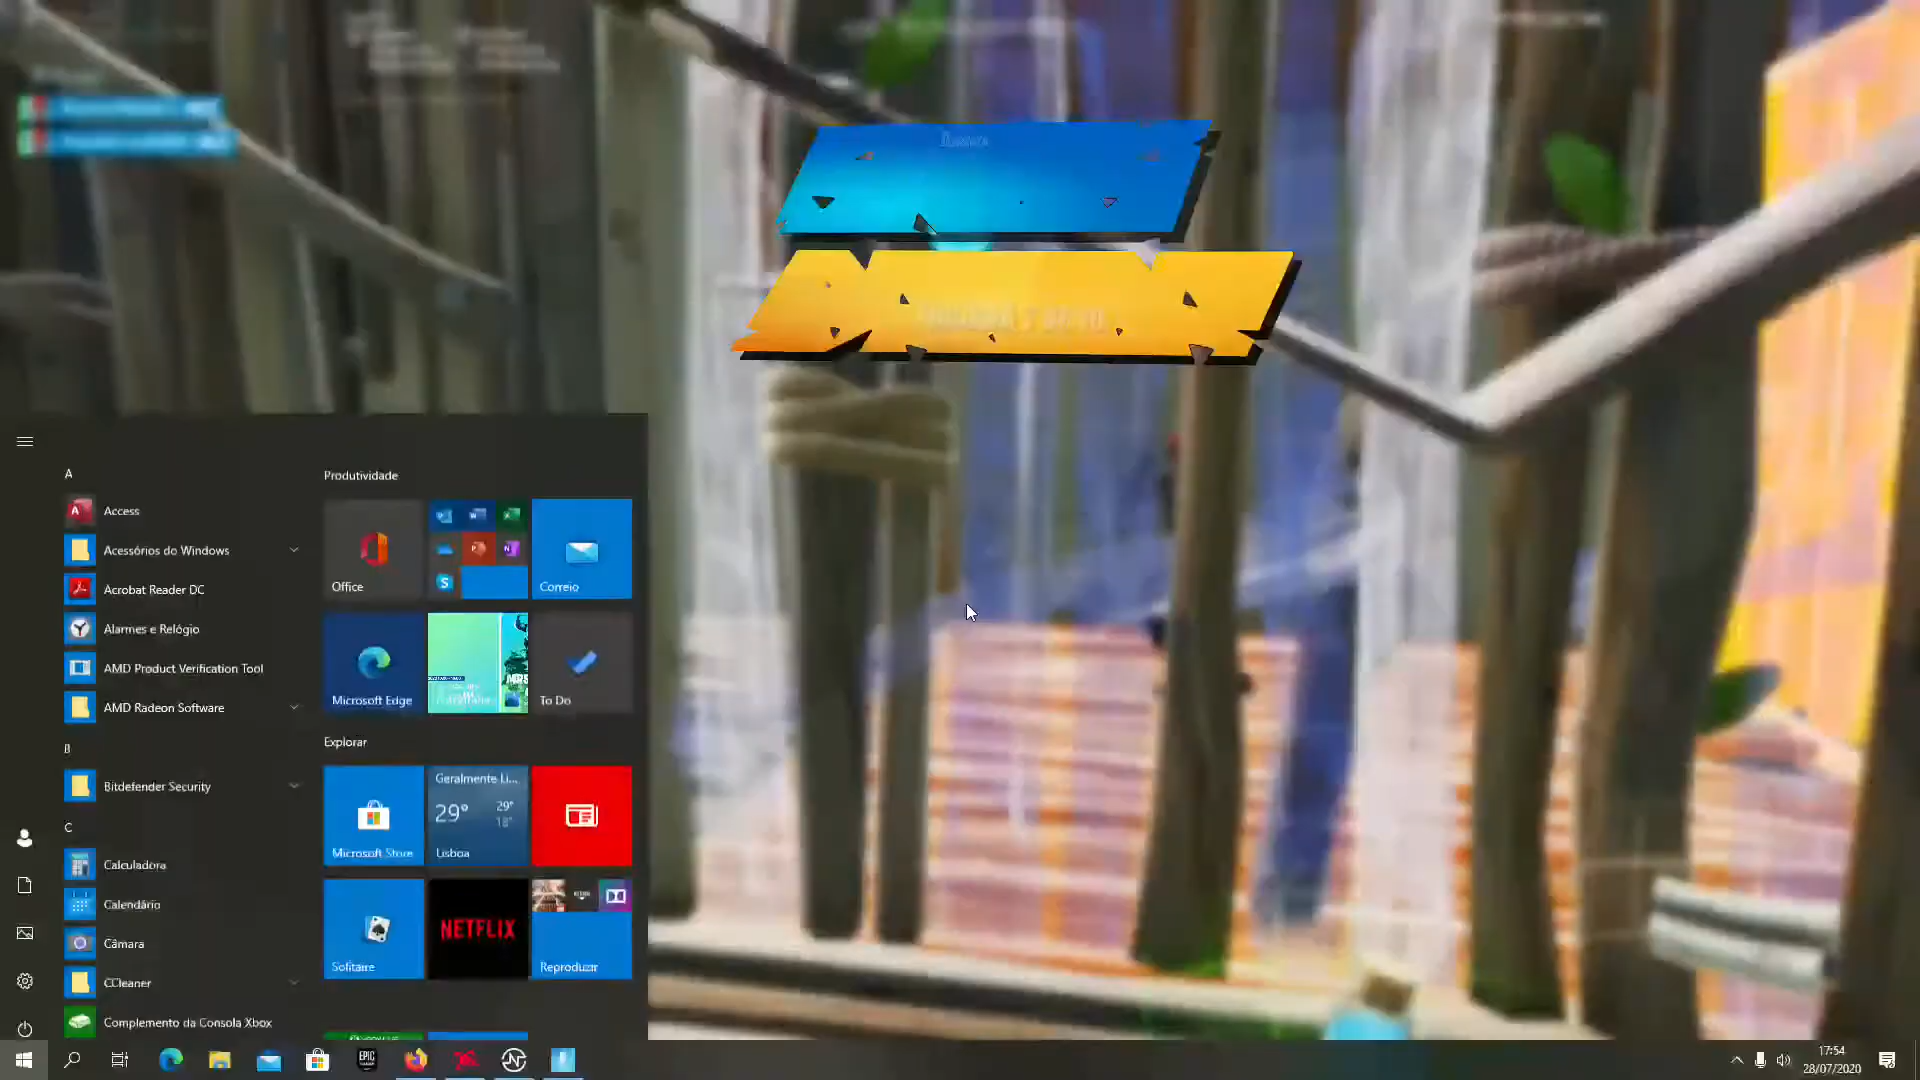 A
Access
Acessórios do Windows
Acrobat Reader DC
Alarmes e Relógio
AMD Product Verification Tool
AMD Radeon Software
B
Bitdefender Security
C
Calculadora
Calendário
Câmara
CCleaner
Complemento da Consola Xbox
Produtividade
Office
Correio
Microsoft Edge
To Do
Explorar
Microsoft Store
Geralmente Li...
29°
29°
18°
Lisboa
Solitaire
NETFLIX
Reproduzir
EPIC
17:54
28/07/2020